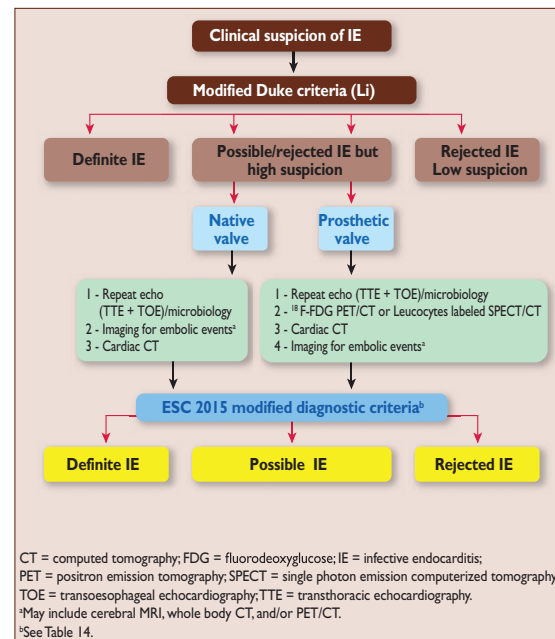 Clinical suspicion of IE
Modified Duke criteria (Li)
Definite IE
Possible/rejected IE but
high suspicion
Rejected IE
Low suspicion
Native
valve
Prosthetic
valve
1 - Repeat echo
(TTE + TOE)/microbiology
2 - Imaging for embolic eventsᵃ
3 - Cardiac CT
1 - Repeat echo (TTE + TOE)/microbiology
2 - ¹⁸F-FDG PET/CT or Leucocytes labeled SPECT/CT
3 - Cardiac CT
4 - Imaging for embolic eventsᵃ
ESC 2015 modified diagnostic criteriaᵇ
Definite IE
Possible IE
Rejected IE
CT = computed tomography; FDG = fluorodeoxyglucose; IE = infective endocarditis;
PET = positron emission tomography; SPECT = single photon emission computerized tomography
TOE = transoesophageal echocardiography; TTE = transthoracic echocardiography.
ᵃMay include cerebral MRI, whole body CT, and/or PET/CT.
ᵇSee Table 14.